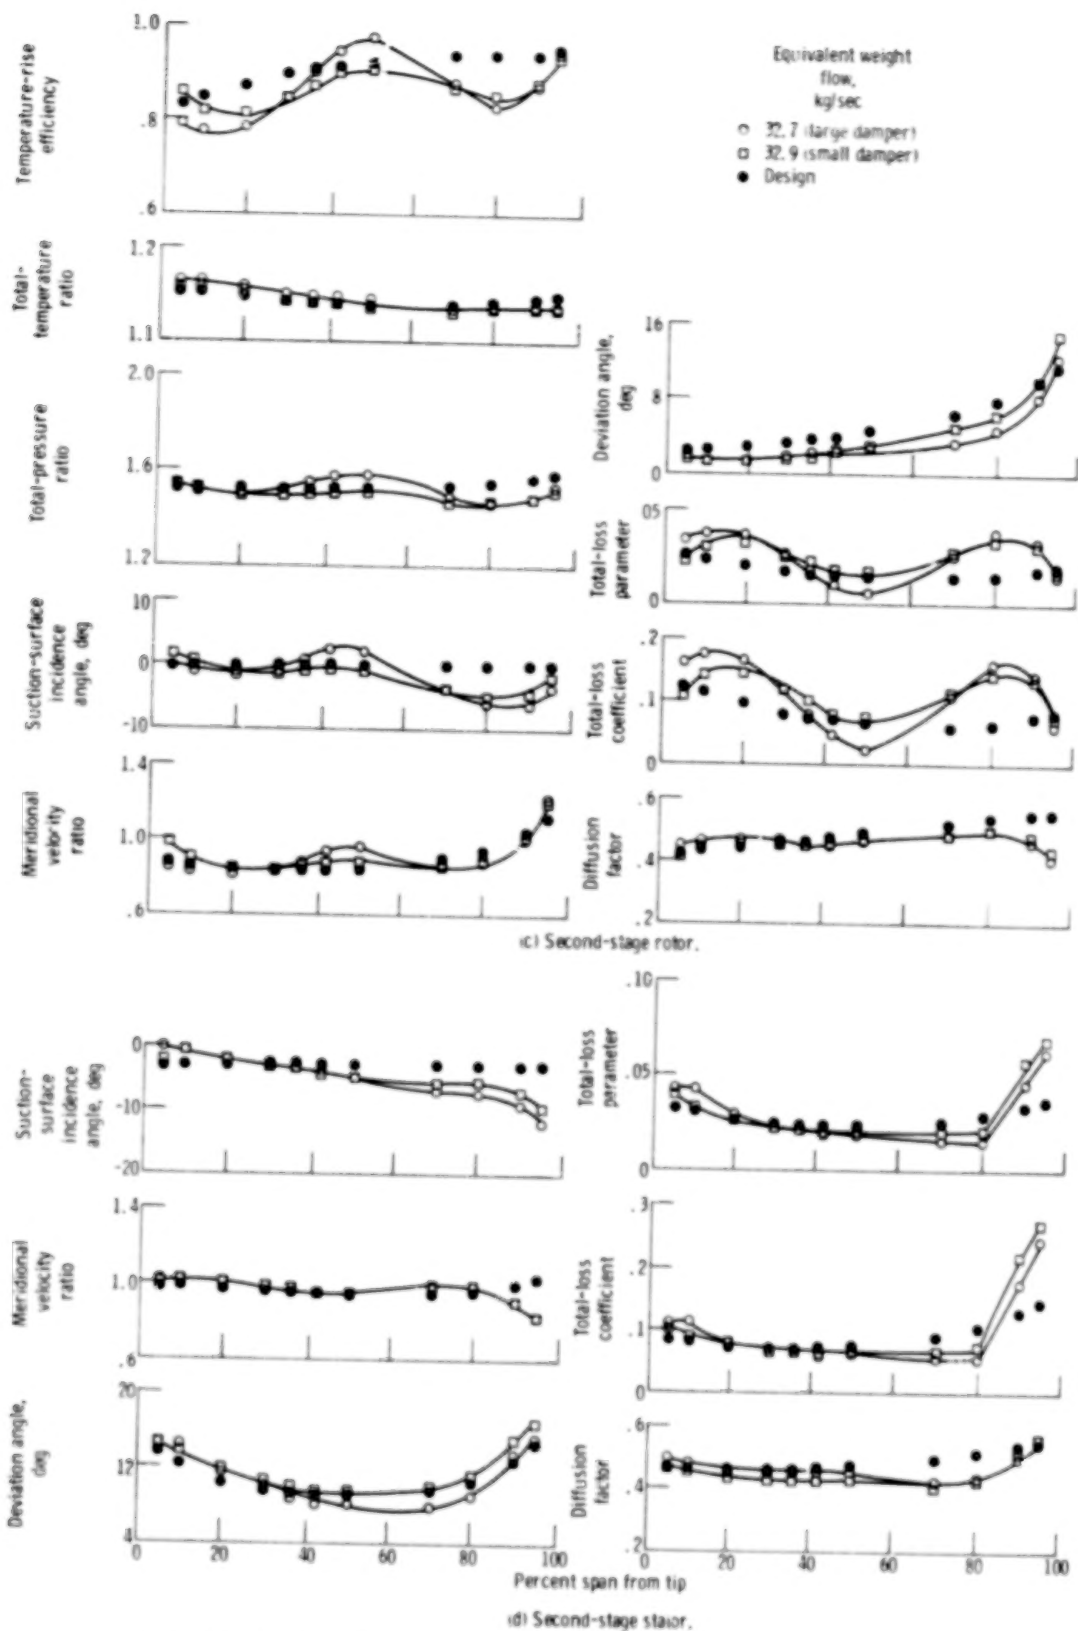 Temperature-rise
efficiency
1.0
.8
.6
Equivalent weight
flow,
kg/sec
32.7 (large damper)
32.9 (small damper)
Design
Total-
temperature
ratio
1.2
1.1
Total-pressure
ratio
2.0
1.6
1.2
Suction-surface
incidence
angle, deg
10
0
-10
Meridional
velocity
ratio
1.4
1.0
.6
Deviation angle,
deg
16
8
0
Total-loss
parameter
.05
0
Total-loss
coefficient
.2
.1
0
Diffusion
factor
.6
.4
.2
(c) Second-stage rotor.
Suction-
surface
incidence
angle, deg
0
-10
-20
Meridional
velocity
ratio
1.4
1.0
.6
Deviation angle,
deg
20
12
4
0 20 40 60 80 100
Total-loss
parameter
.10
.05
0
Total-loss
coefficient
.3
.2
.1
0
Diffusion
factor
.6
.4
.2
0 20 40 60 80 100
Percent span from tip
(d) Second-stage stator.